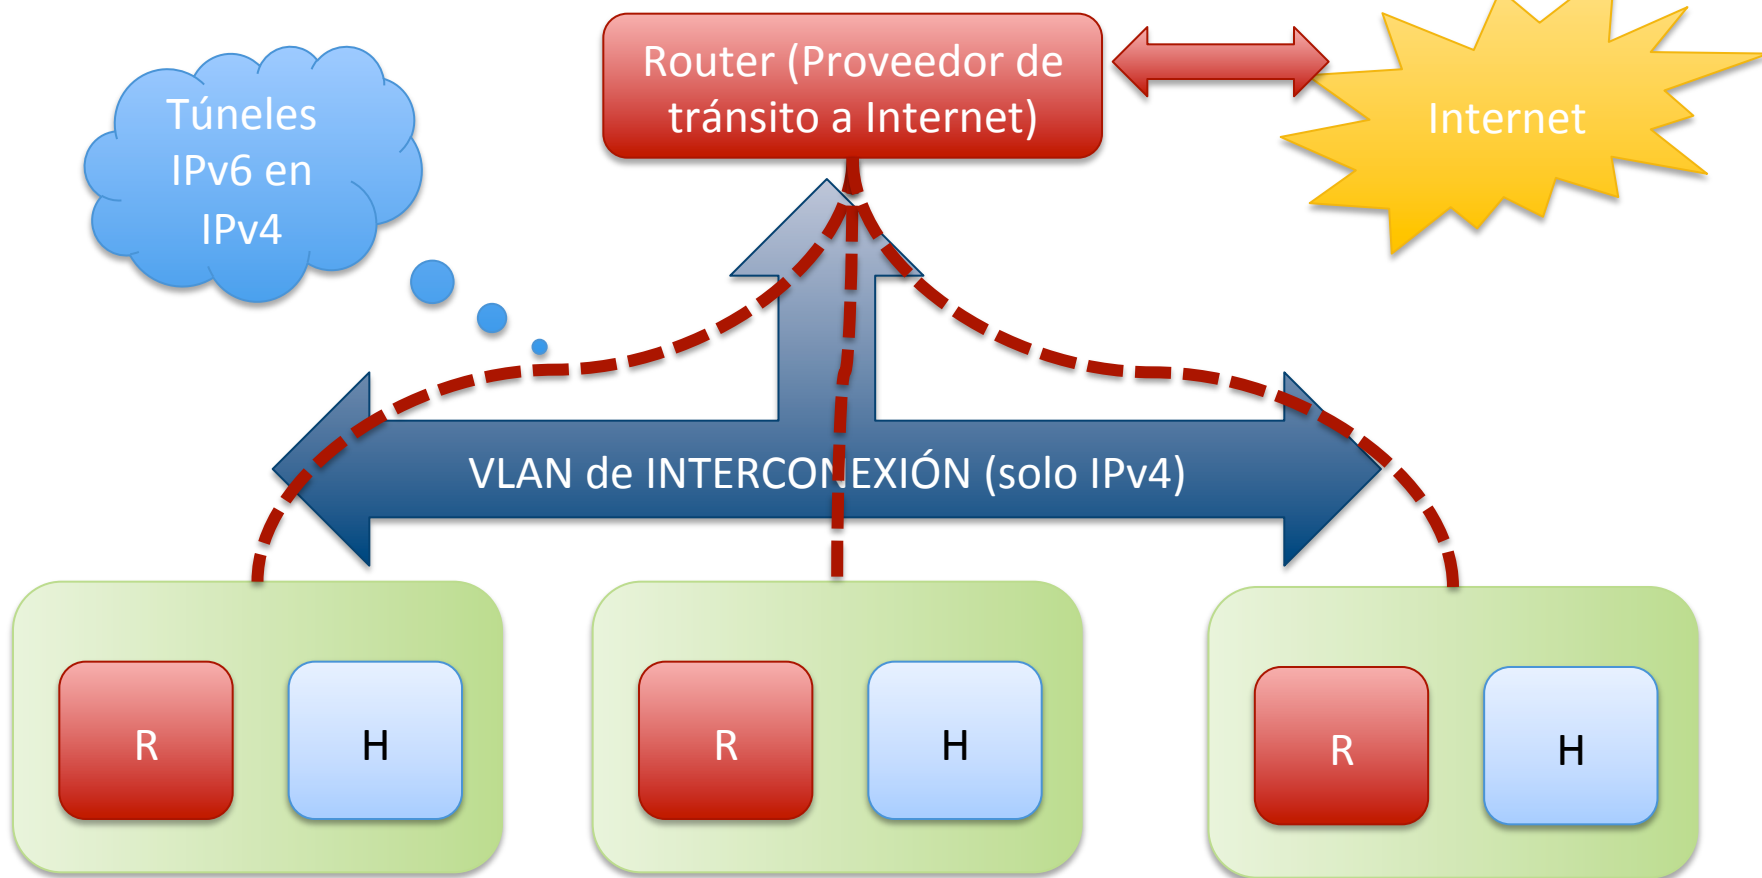 Router (Proveedor de
tránsito a Internet)
Internet
Túneles
IPv6 en
IPv4
VLAN de INTERCONEXIÓN (solo IPv4)
R
H
R
H
R
H